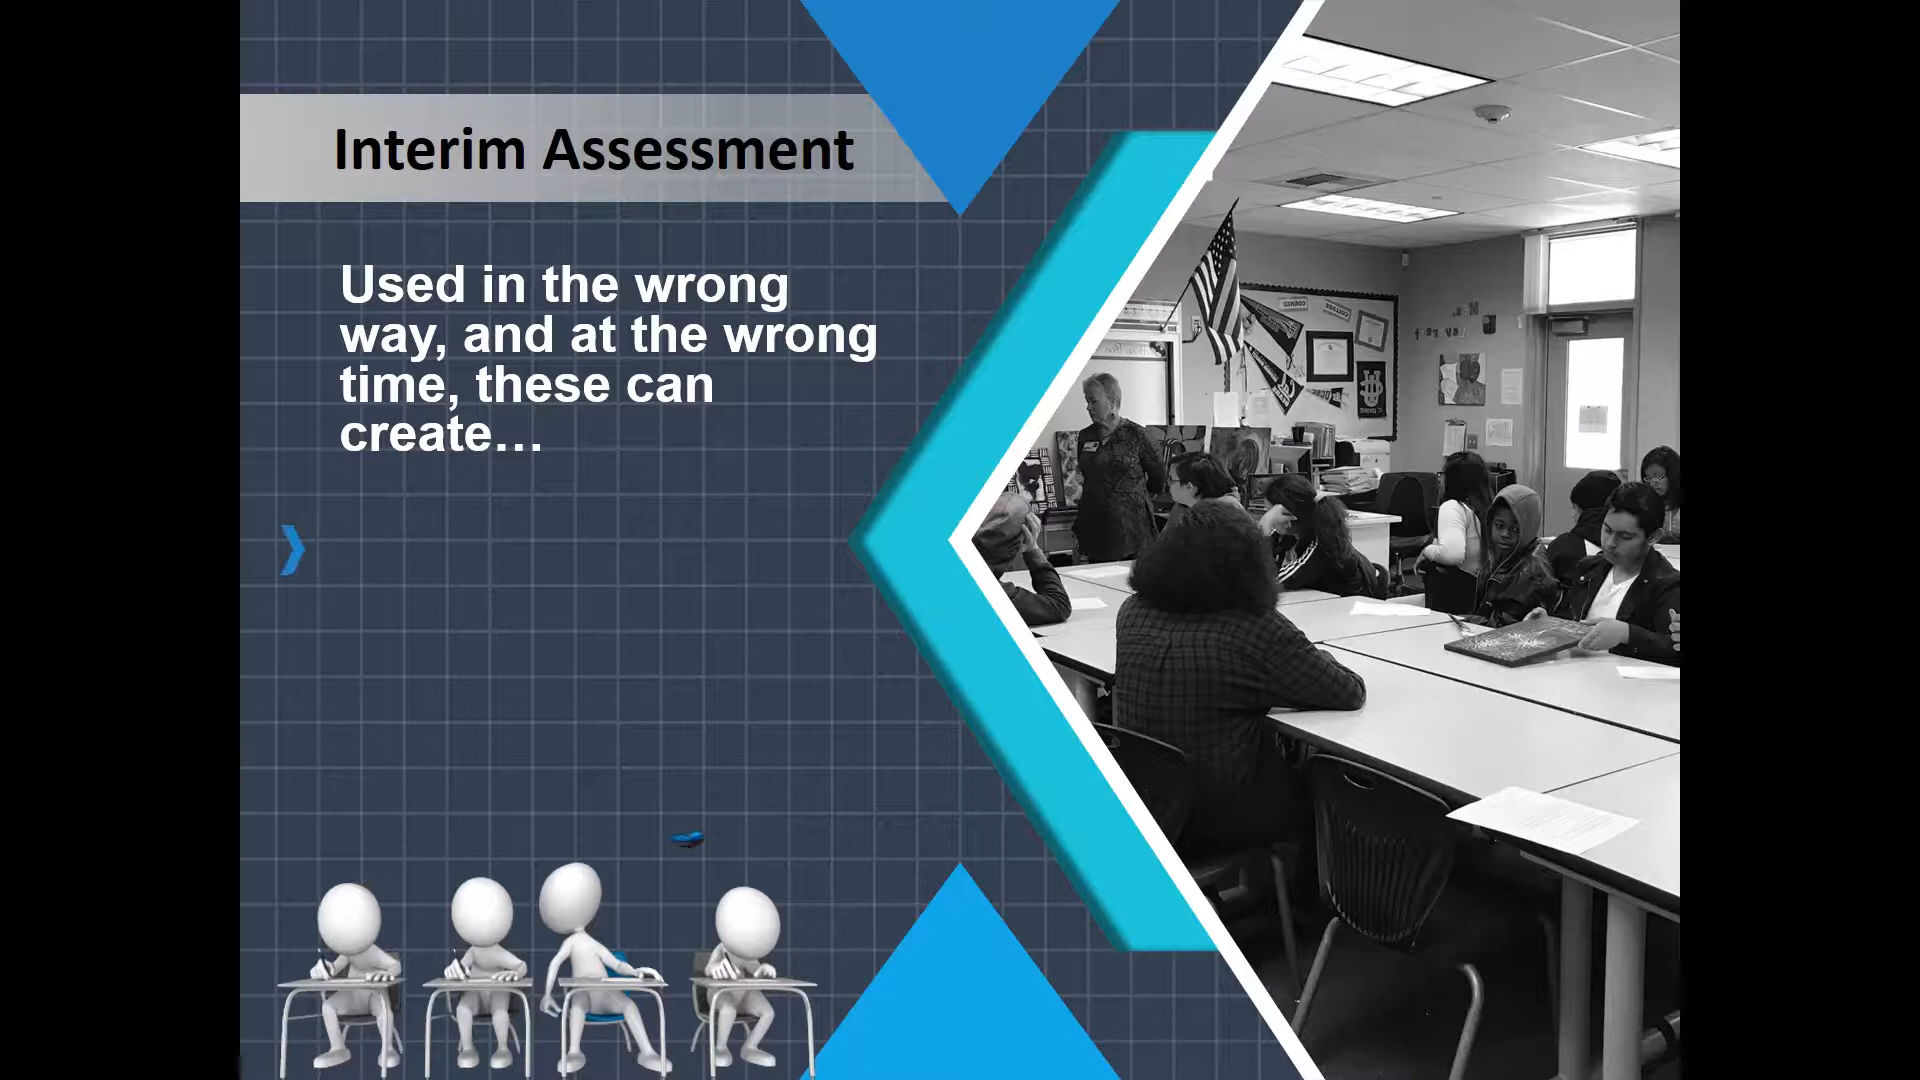 Interim Assessment
Used in the wrong
way, and at the wrong
time, these can
create…